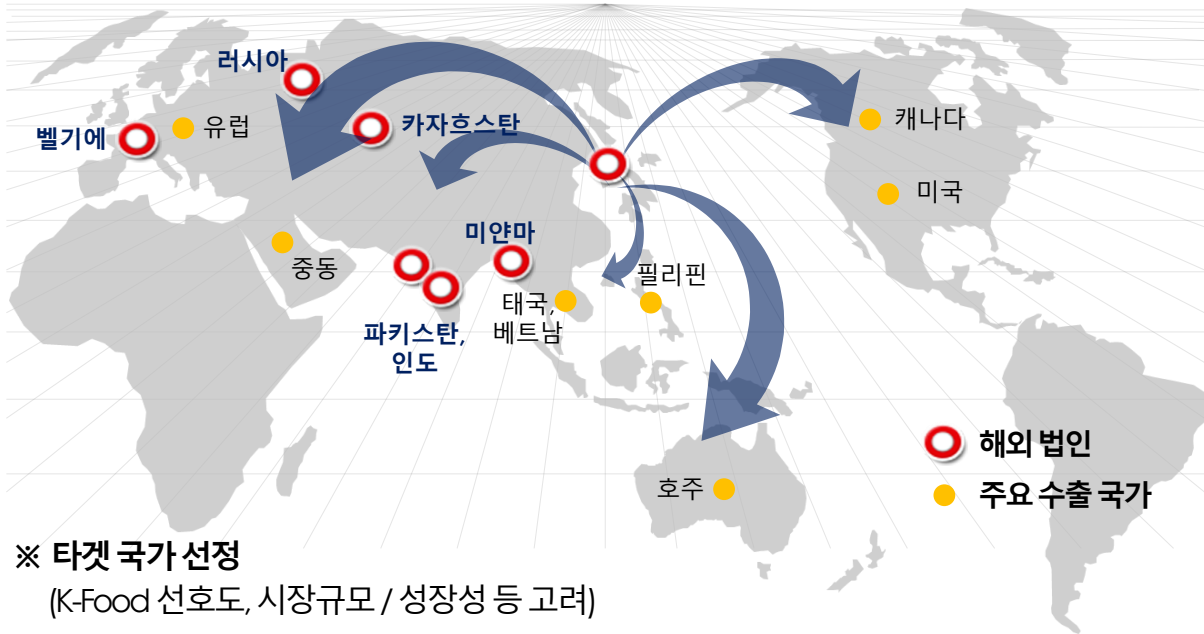 러시아
벨기에
유럽
카자흐스탄
캐나다
미국
미얀마
중동
필리핀
태국,
베트남
파키스탄,
인도
해외 법인
호주
주요 수출 국가
※ 타겟 국가 선정
(K-Food 선호도, 시장규모 / 성장성 등 고려)